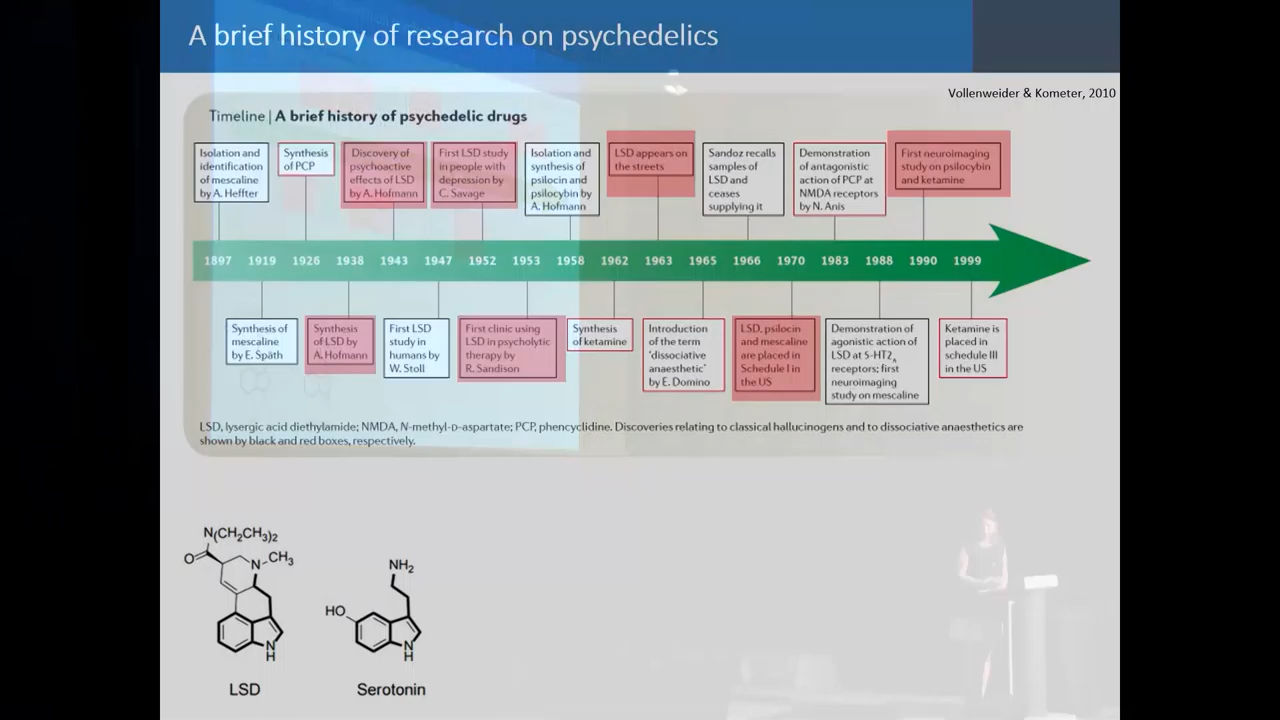 A brief history of research on psychedelics
Vollenweider & Kometer, 2010
Timeline | A brief history of psychedelic drugs
Isolation and
identification
of mescaline
by A. Heffter
Synthesis
of PCP
Discovery of
psychoactive
effects of LSD
by A. Hofmann
First LSD study
in people with
depression by
C. Savage
Isolation and
synthesis of
psilocin and
psilocybin by
A. Hofmann
LSD appears on
the streets
Sandoz recalls
samples of
LSD and
ceases
supplying it
Demonstration
of antagonistic
action of PCP at
NMDA receptors
by N. Anis
First neuroimaging
study on psilocybin
and ketamine
1897 1919 1926 1938 1943 1947 1952 1953 1958 1962 1963 1965 1966 1970 1983 1988 1990 1999
Synthesis of
mescaline
by E. Späth
Synthesis
of LSD by
A. Hofmann
First LSD
study in
humans by
W. Stoll
First clinic using
LSD in psycholytic
therapy by
R. Sandison
Synthesis
of ketamine
Introduction
of the term
'dissociative
anaesthetic'
by E. Domino
LSD, psilocin
and mescaline
are placed in
Schedule I in
the US
Demonstration of
agonistic action of
LSD at 5-HT2A
receptors; first
neuroimaging
study on mescaline
Ketamine is
placed in
schedule III
in the US
LSD, lysergic acid diethylamide; NMDA, N-methyl-D-aspartate; PCP, phencyclidine. Discoveries relating to classical hallucinogens and to dissociative anaesthetics are
shown by black and red boxes, respectively.
N(CH2CH3)2
O
N CH3
N
H
LSD
NH2
HO
N
H
Serotonin